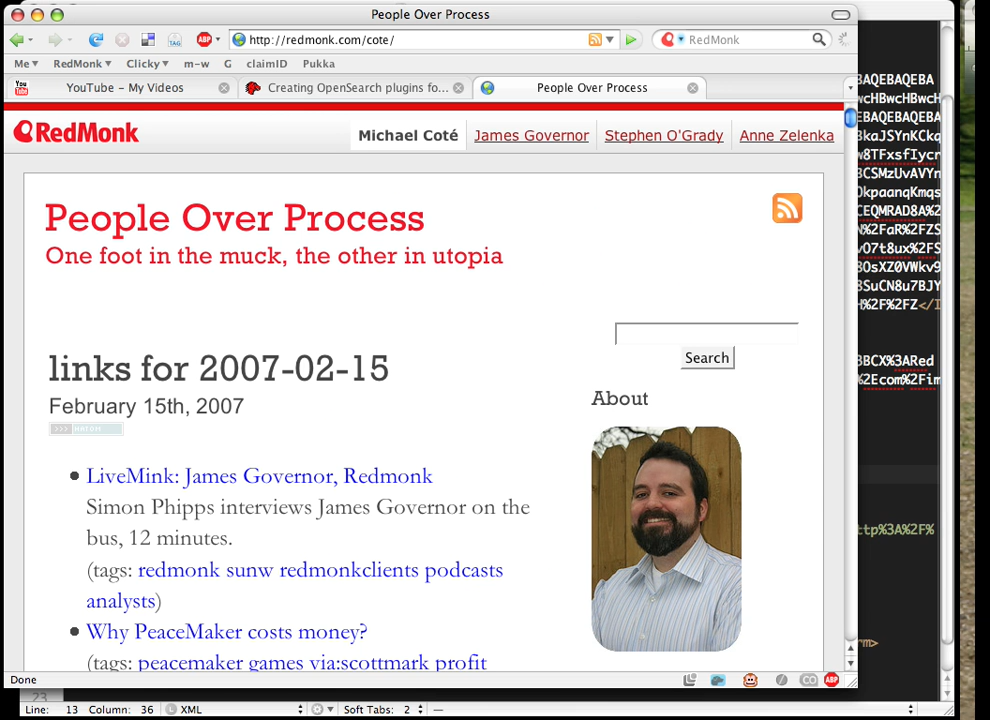 People Over Process
http://redmonk.com/cote/
RedMonk
Me
RedMonk
Clicky
m-w
G
claimID
Pukka
YouTube - My Videos
Creating OpenSearch plugins fo...
People Over Process
RedMonk
Michael Coté
James Governor
Stephen O'Grady
Anne Zelenka
People Over Process
One foot in the muck, the other in utopia
Search
links for 2007-02-15
February 15th, 2007
About
LiveMink: James Governor, Redmonk
Simon Phipps interviews James Governor on the
bus, 12 minutes.
(tags: redmonk sunw redmonkclients podcasts
analysts)
Why PeaceMaker costs money?
(tags: peacemaker games via:scottmark profit
Done
ABP
23
Line: 13 Column: 36
XML
Soft Tabs: 2